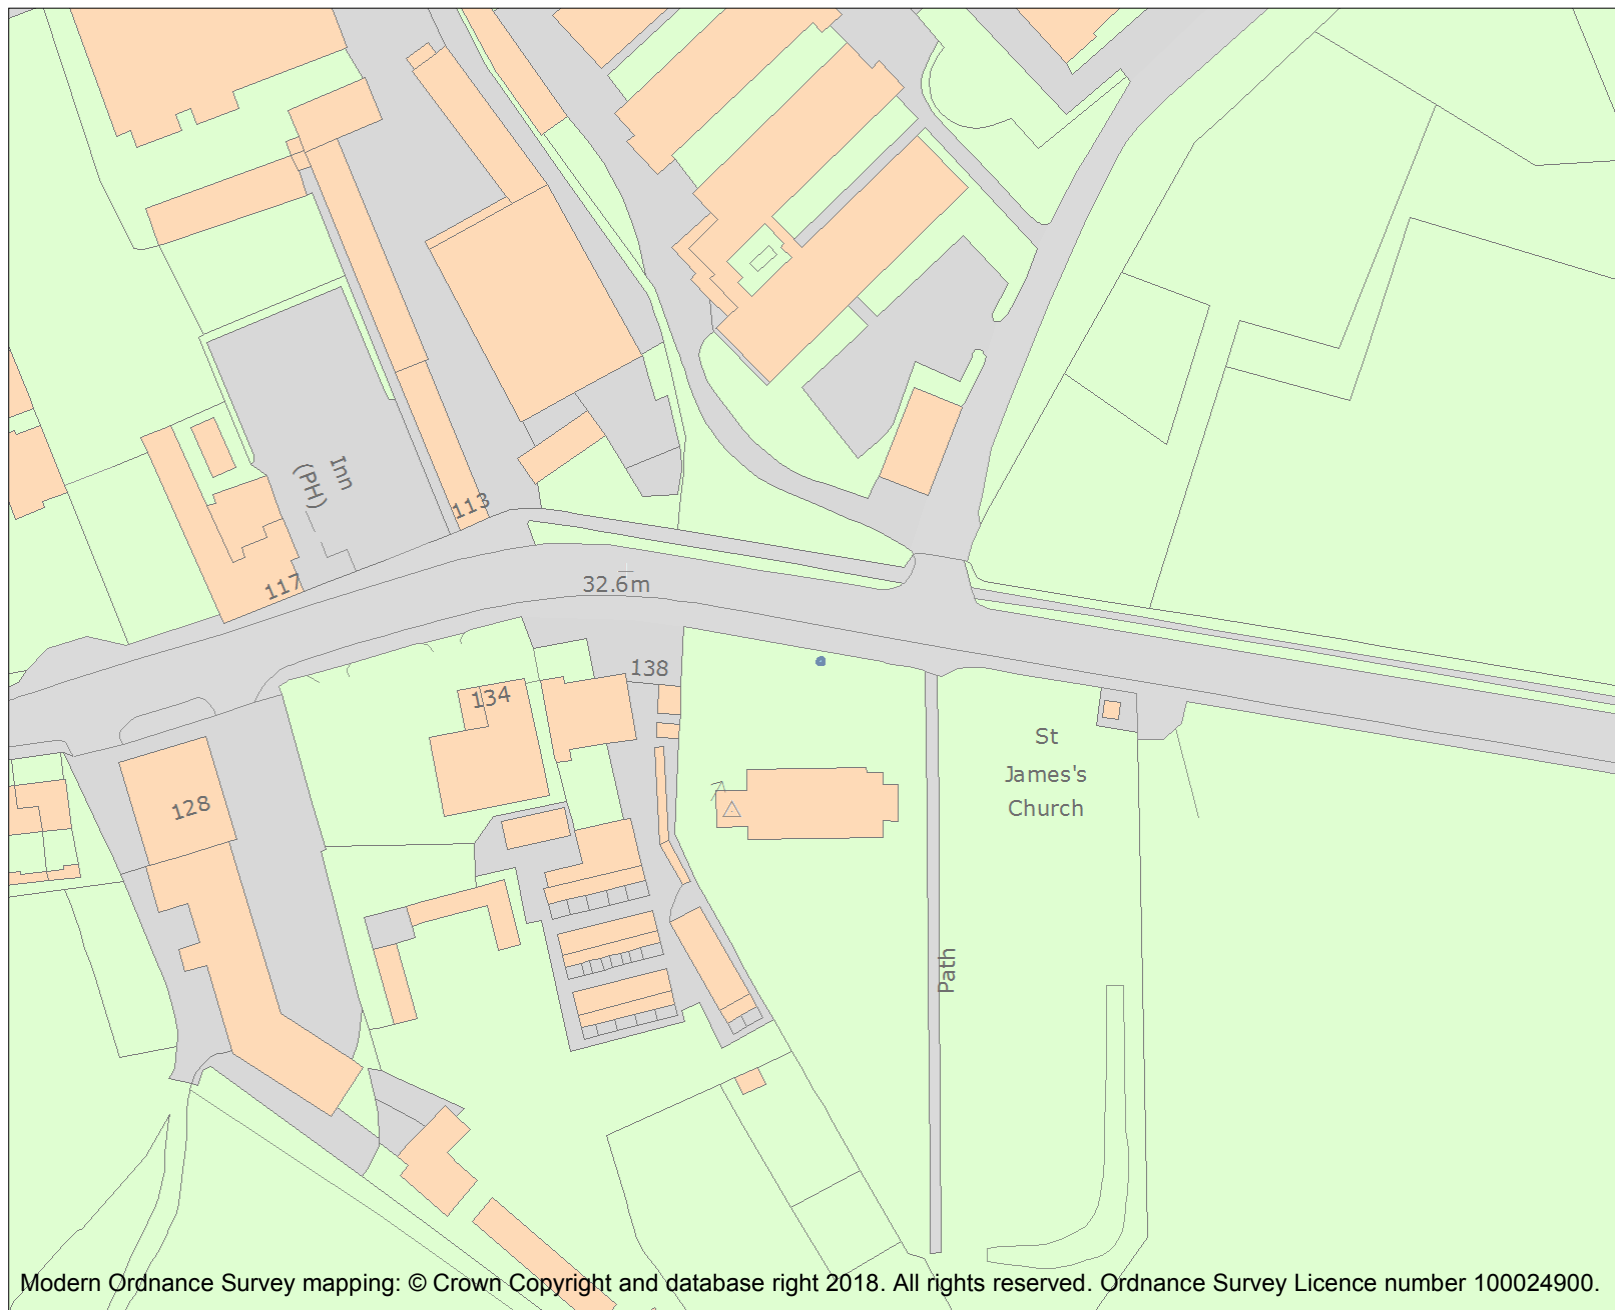 Inn
(PH)
113
117
32.6m
138
134
St
James's
Church
128
Path
Modern Ordnance Survey mapping: © Crown Copyright and database right 2018. All rights reserved. Ordnance Survey Licence number 100024900.